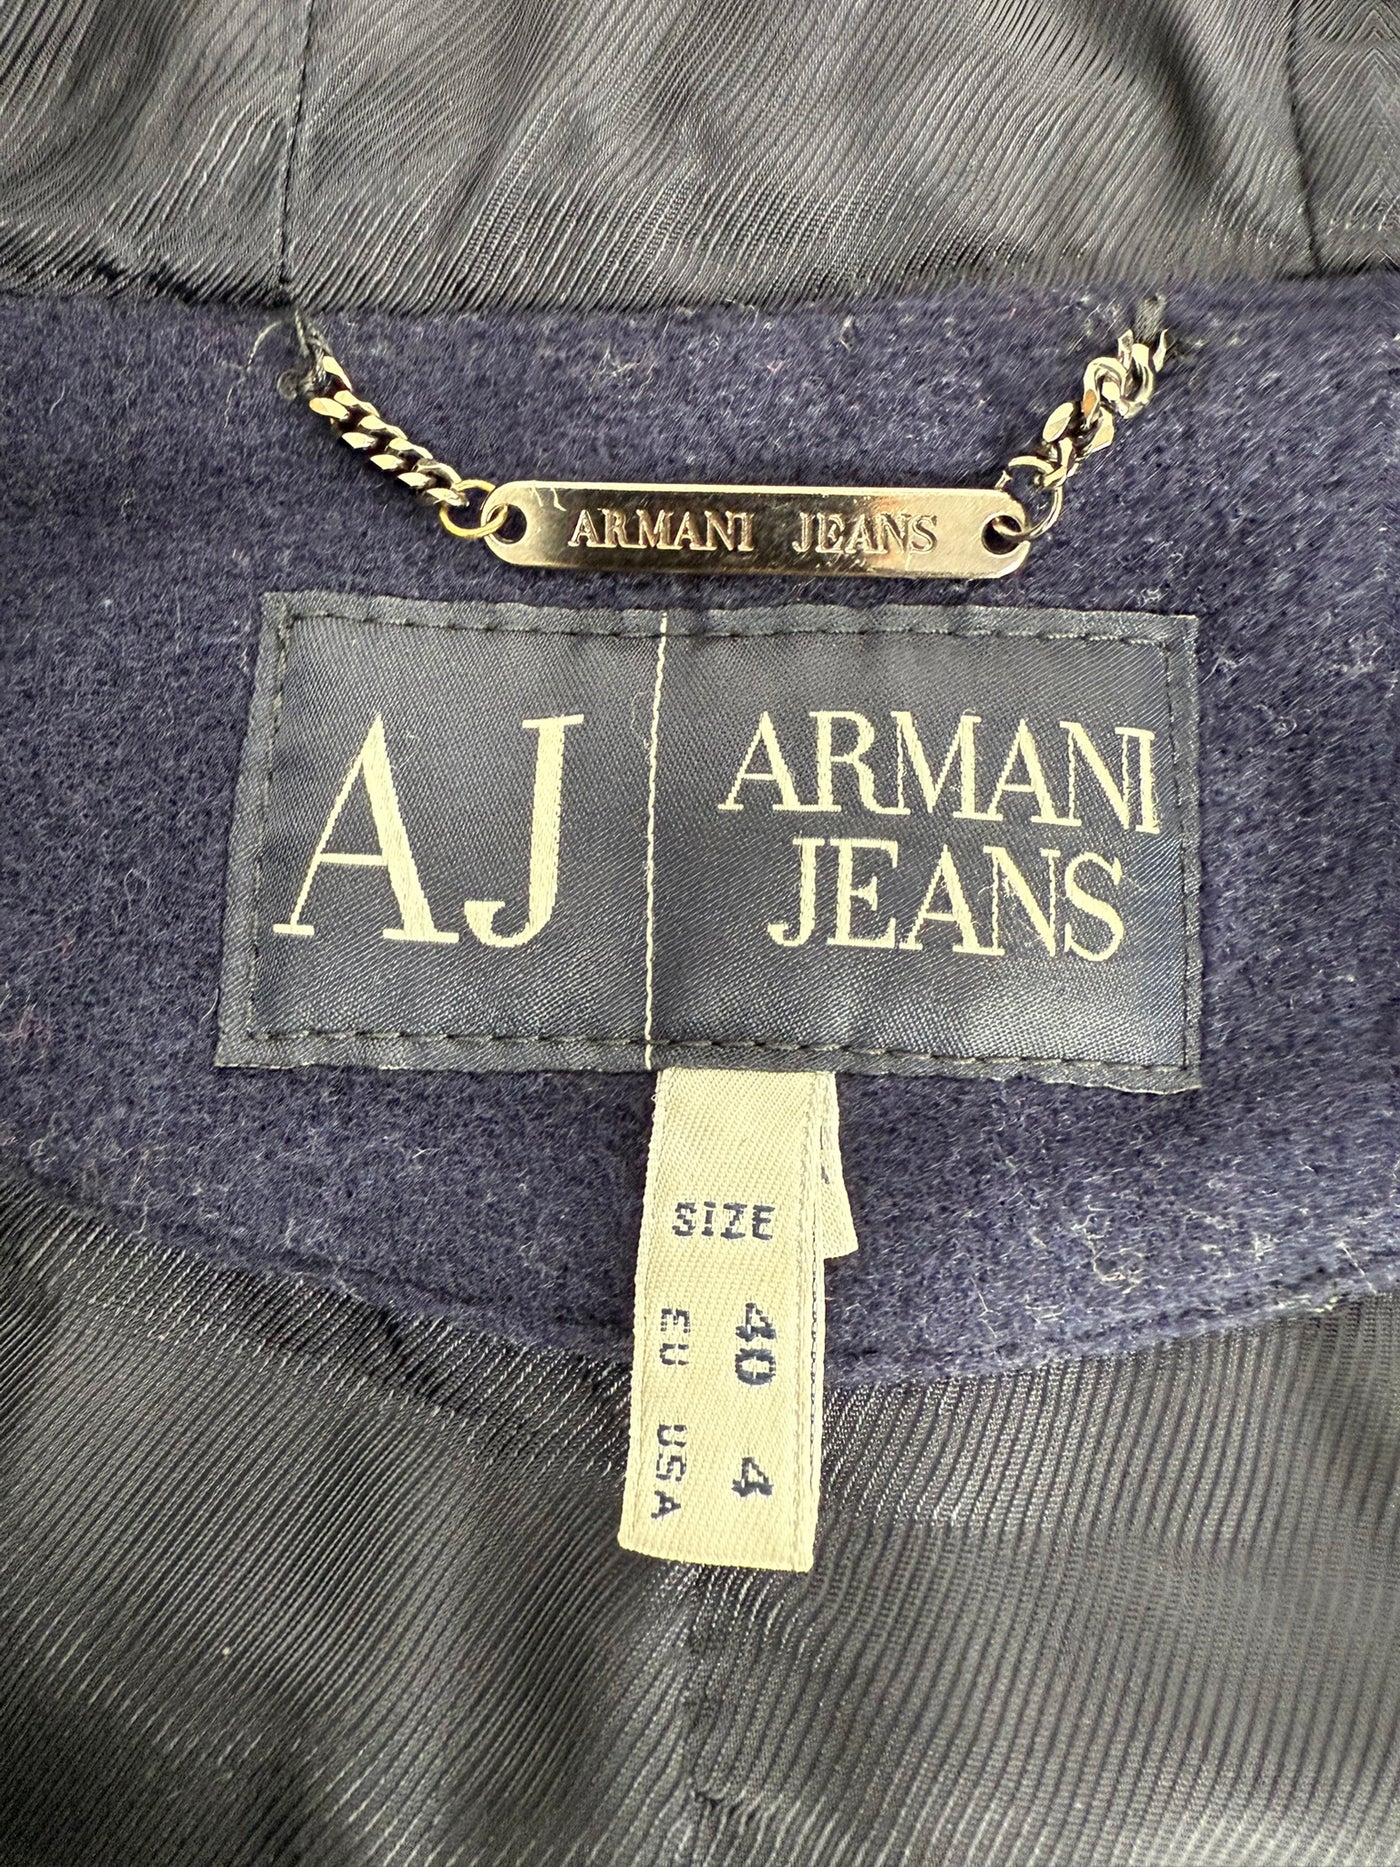 ARMANI JEANS
AJ
ARMANI
JEANS
SIZE
40 4
EU USA